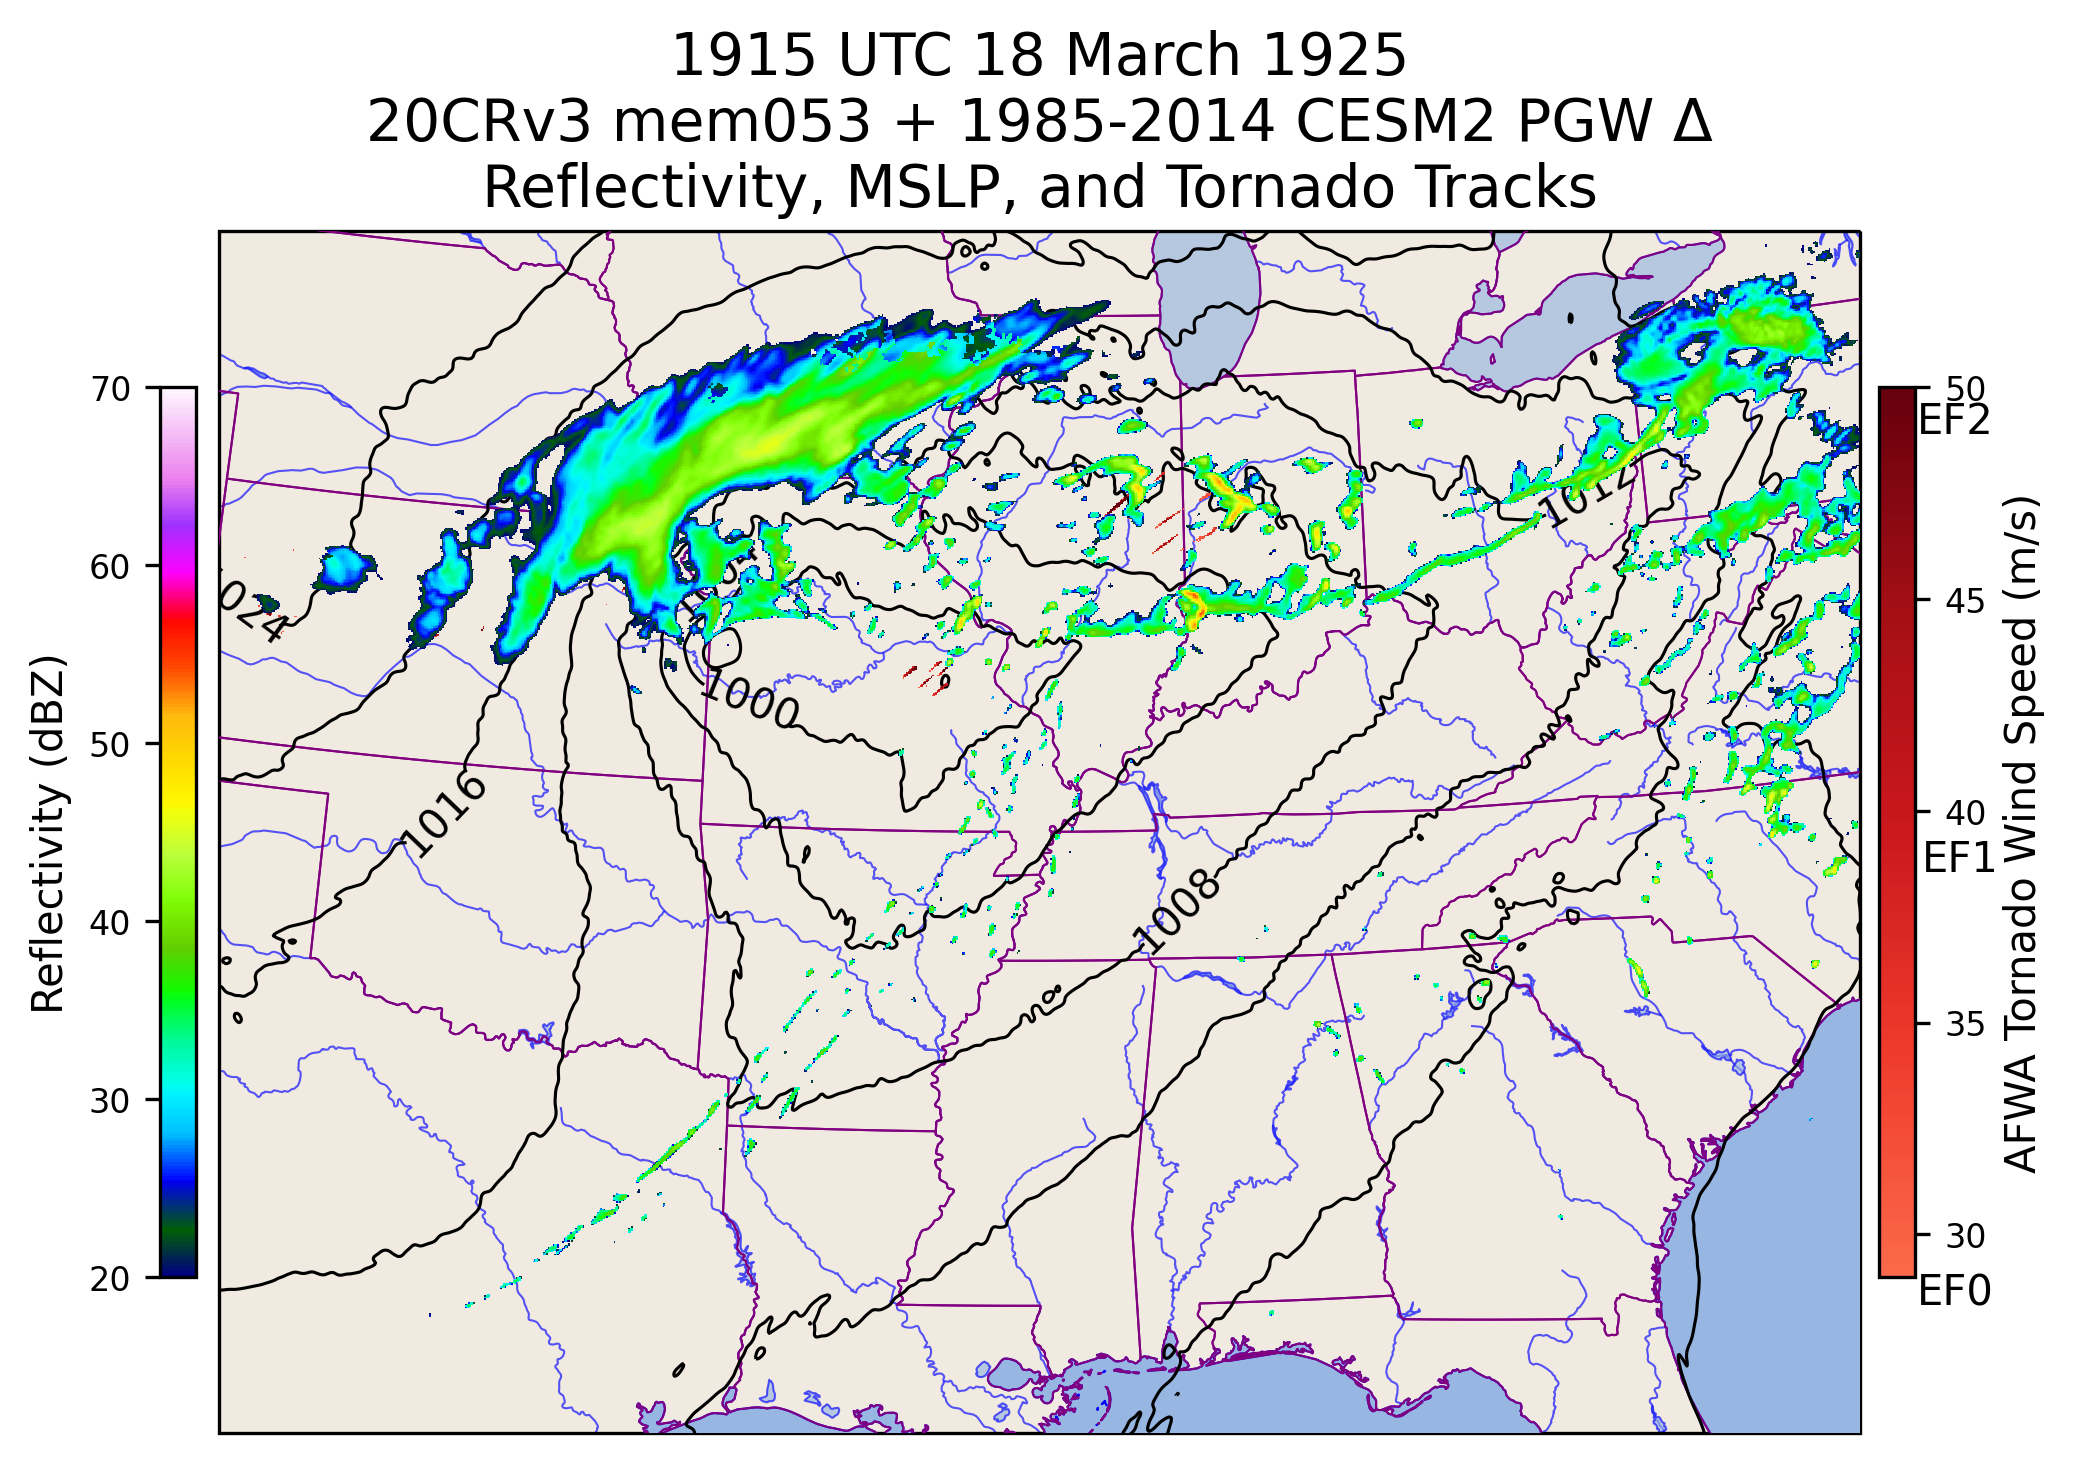 1915 UTC 18 March 1925
20CRv3 mem053 + 1985-2014 CESM2 PGW Δ
Reflectivity, MSLP, and Tornado Tracks
70
60
50
40
30
20
Reflectivity (dBZ)
1012
1024
1000
1016
1008
50
EF2
45
40
EF1
35
30
EF0
AFWA Tornado Wind Speed (m/s)